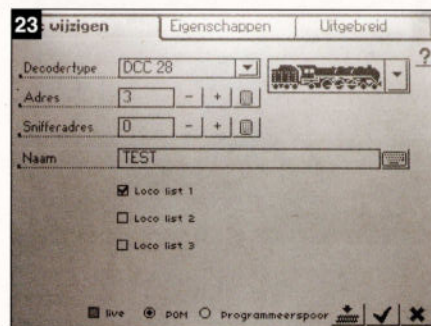 23 wijzigen Eigenschappen Uitgebreid
?
Decodertype DCC 28
Adres 3 - +
Snifferadres 0 - +
Naam TEST
Loco list 1
Loco list 2
Loco list 3
live POM Programmeerspoor